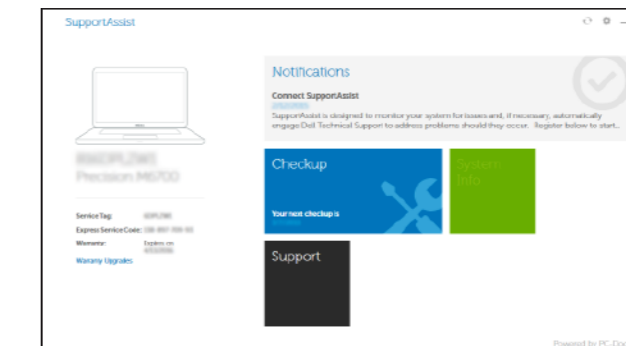 SupportAssist
Notifications
Connect SupportAssist
SupportAssist is designed to monitor your system for issues and, if necessary, automatically
engage Dell Technical Support to address problems should they occur. Register below to start...
Checkup
System
Info
Precision M6700
Service Tag:
Express Service Code:
Warranty: Expires on
Warranty Upgrades
Your next checkup is
Support
Powered by PC-Doc